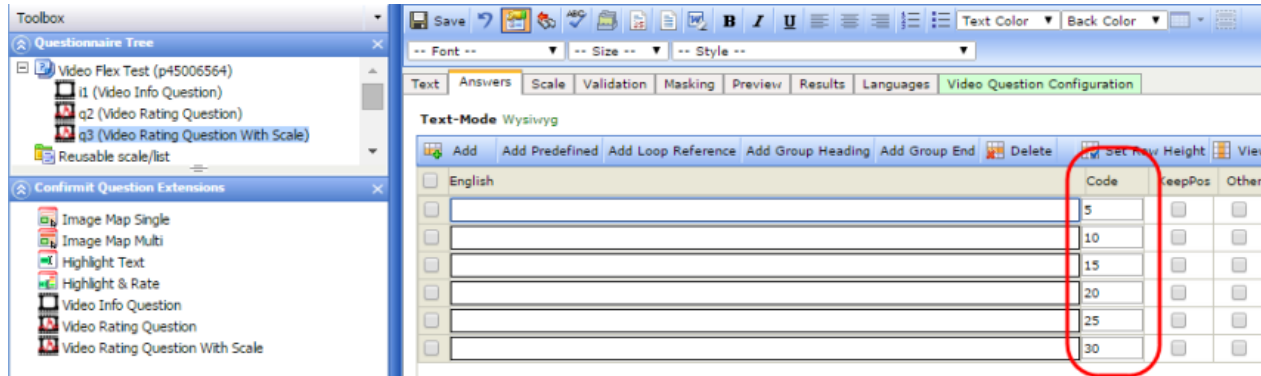 Toolbox
Questionnaire Tree
Video Flex Test (p45006564)
i1 (Video Info Question)
q2 (Video Rating Question)
q3 (Video Rating Question With Scale)
Reusable scale/list
Confirmit Question Extensions
Image Map Single
Image Map Multi
Highlight Text
Highlight & Rate
Video Info Question
Video Rating Question
Video Rating Question With Scale
Save ABC B I U Text Color Back Color
-- Font -- -- Size -- -- Style --
Text Answers Scale Validation Masking Preview Results Languages Video Question Configuration
Text-Mode Wysiwyg
Add Add Predefined Add Loop Reference Add Group Heading Add Group End Delete Set Row Height View
English Code KeepPos Other
5
10
15
20
25
30